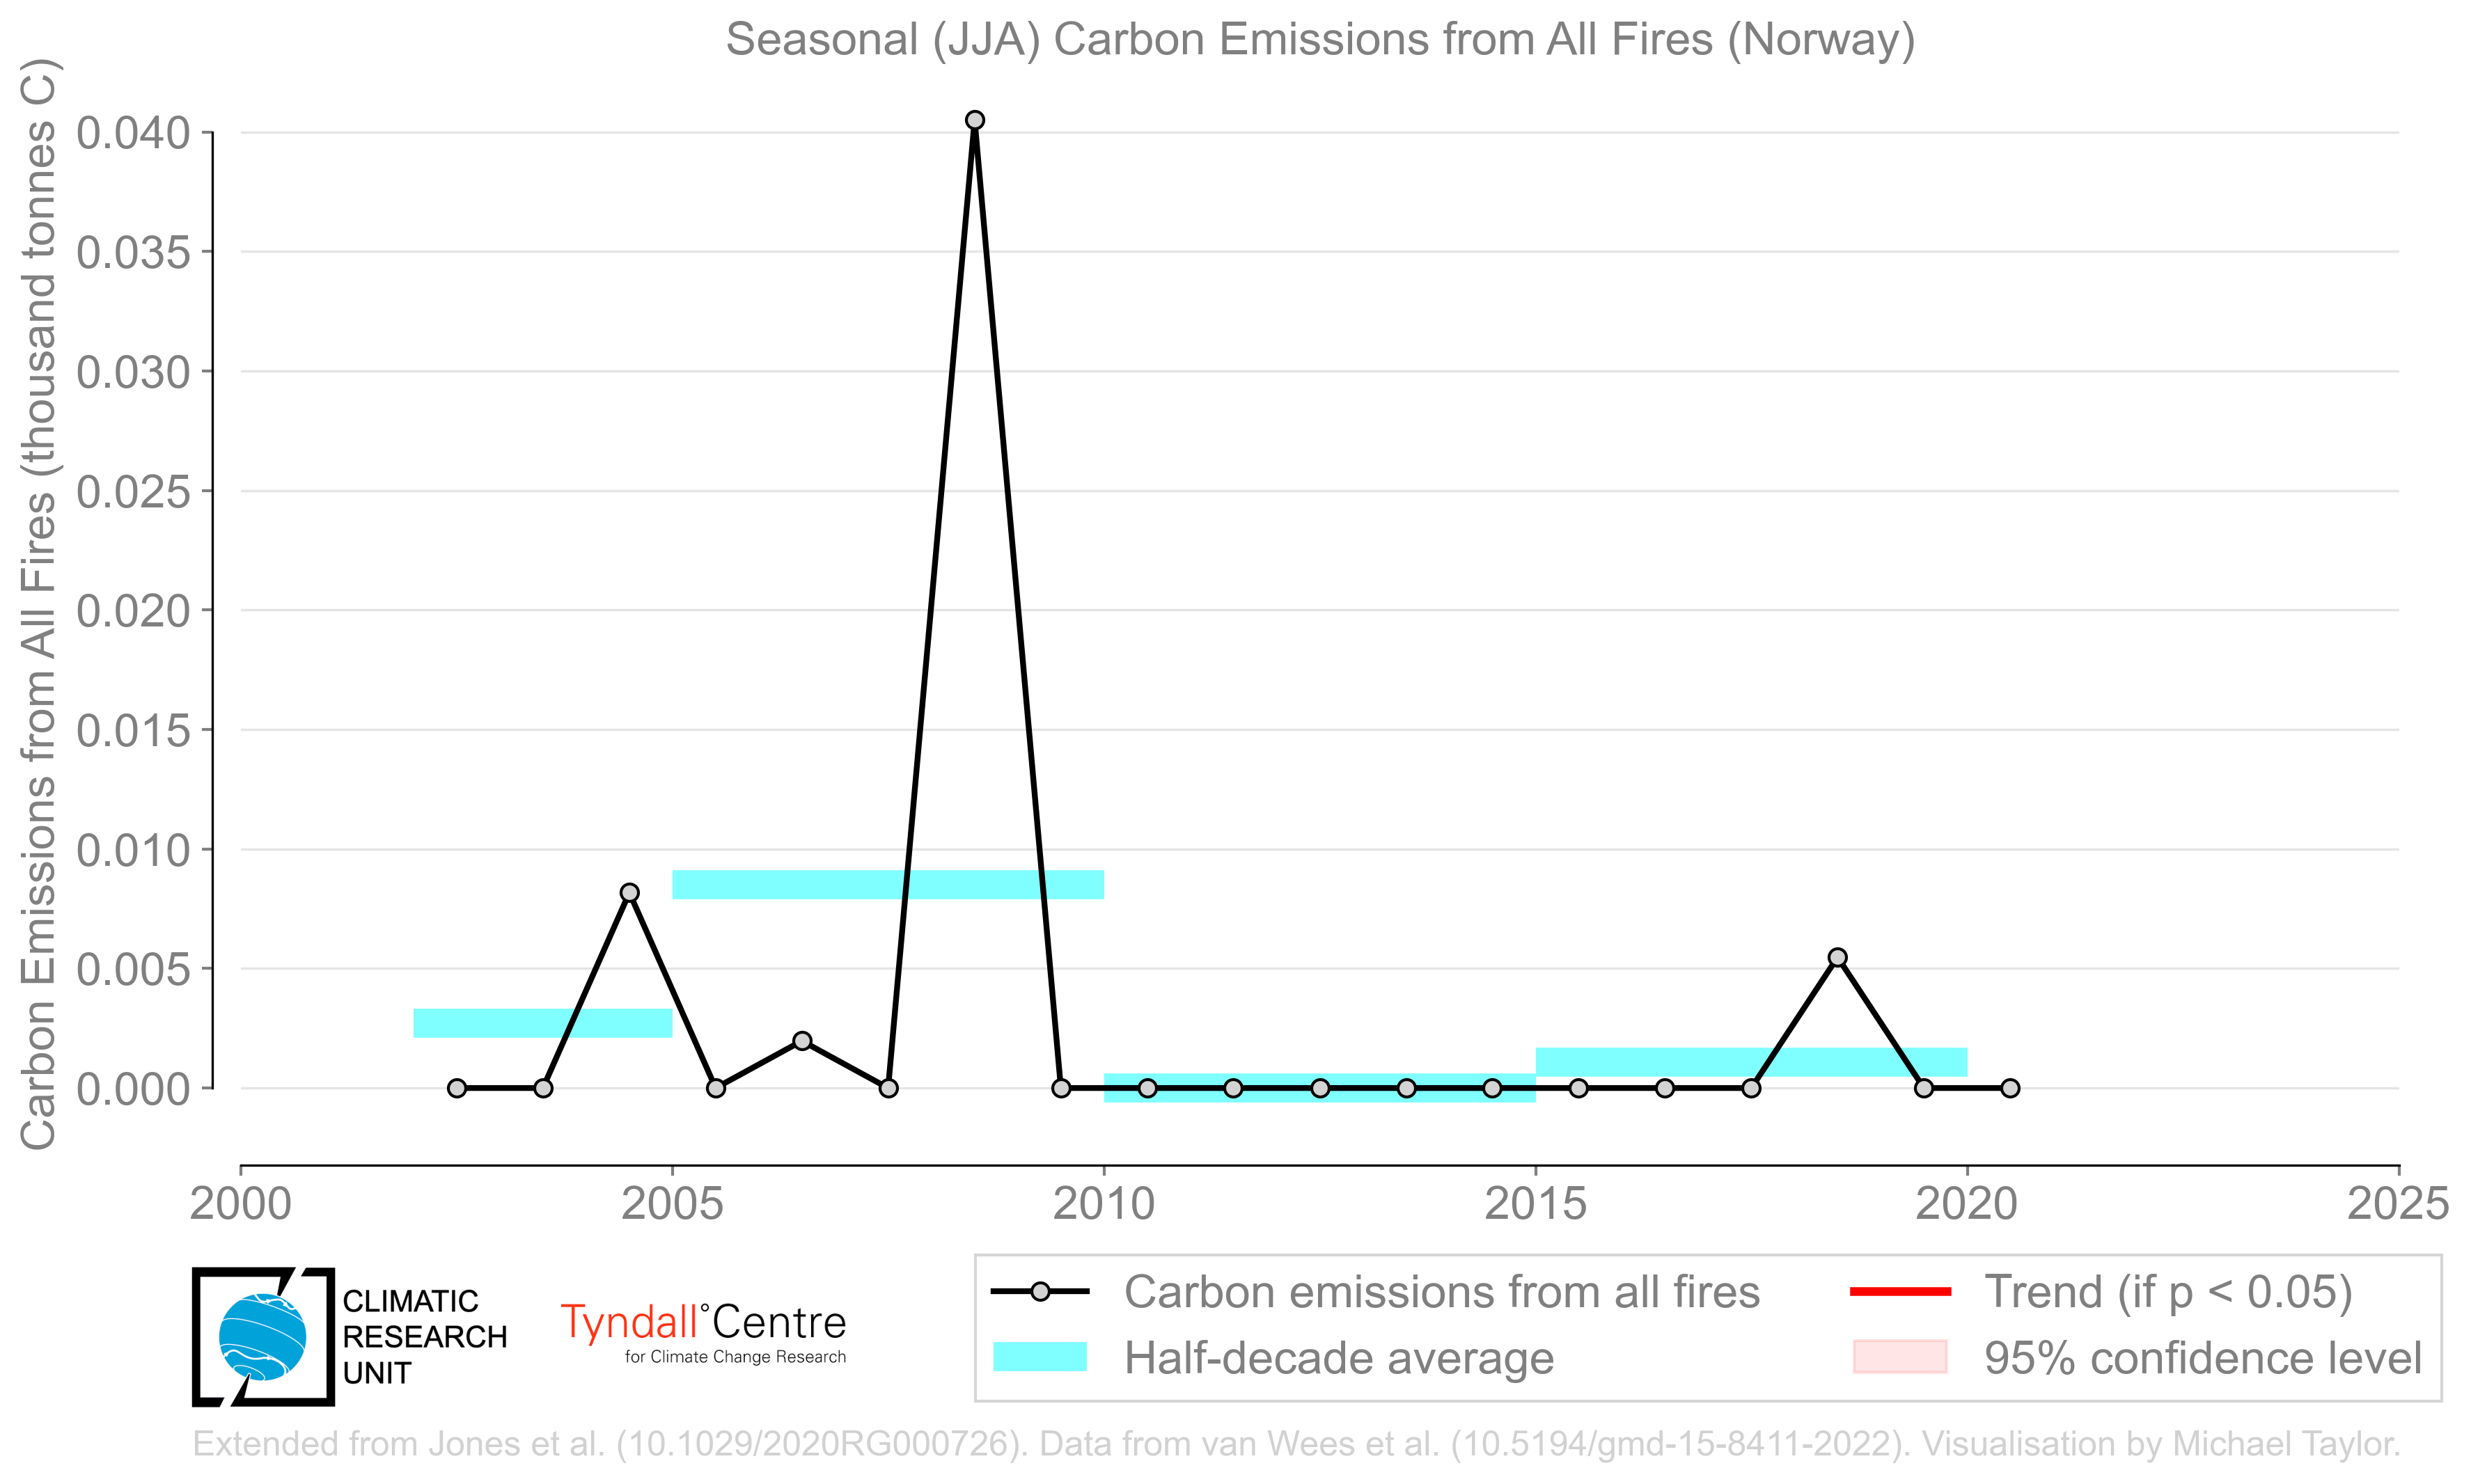 Seasonal (JJA) Carbon Emissions from All Fires (Norway)
Carbon Emissions from All Fires (thousand tonnes C)
0.040
0.035
0.030
0.025
0.020
0.015
0.010
0.005
0.000
2000
2005
2010
2015
2020
2025
CLIMATIC
RESEARCH
UNIT
Tyndall°Centre
for Climate Change Research
Carbon emissions from all fires
Half-decade average
Trend (if p < 0.05)
95% confidence level
Extended from Jones et al. (10.1029/2020RG000726). Data from van Wees et al. (10.5194/gmd-15-8411-2022). Visualisation by Michael Taylor.